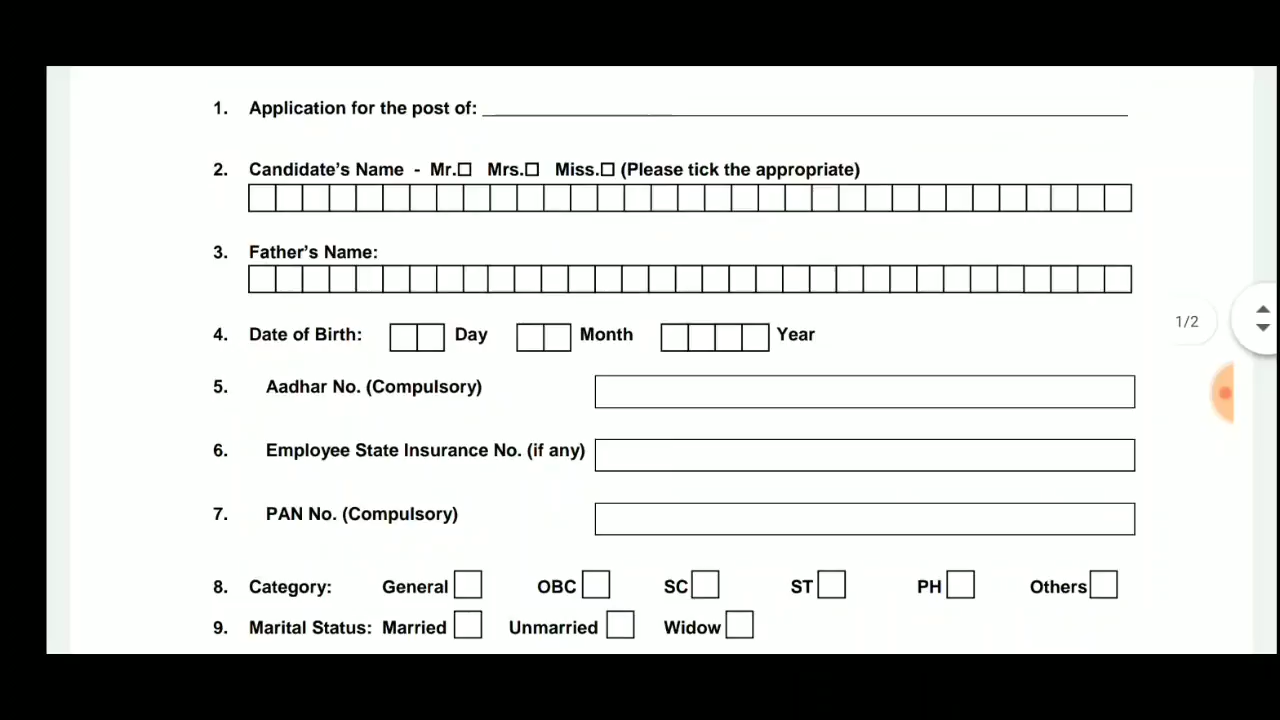 1. Application for the post of:
2. Candidate’s Name - Mr. Mrs. Miss. (Please tick the appropriate)
3. Father’s Name:
4. Date of Birth: Day Month Year
1/2
5. Aadhar No. (Compulsory)
6. Employee State Insurance No. (if any)
7. PAN No. (Compulsory)
8. Category: General OBC SC ST PH Others
9. Marital Status: Married Unmarried Widow